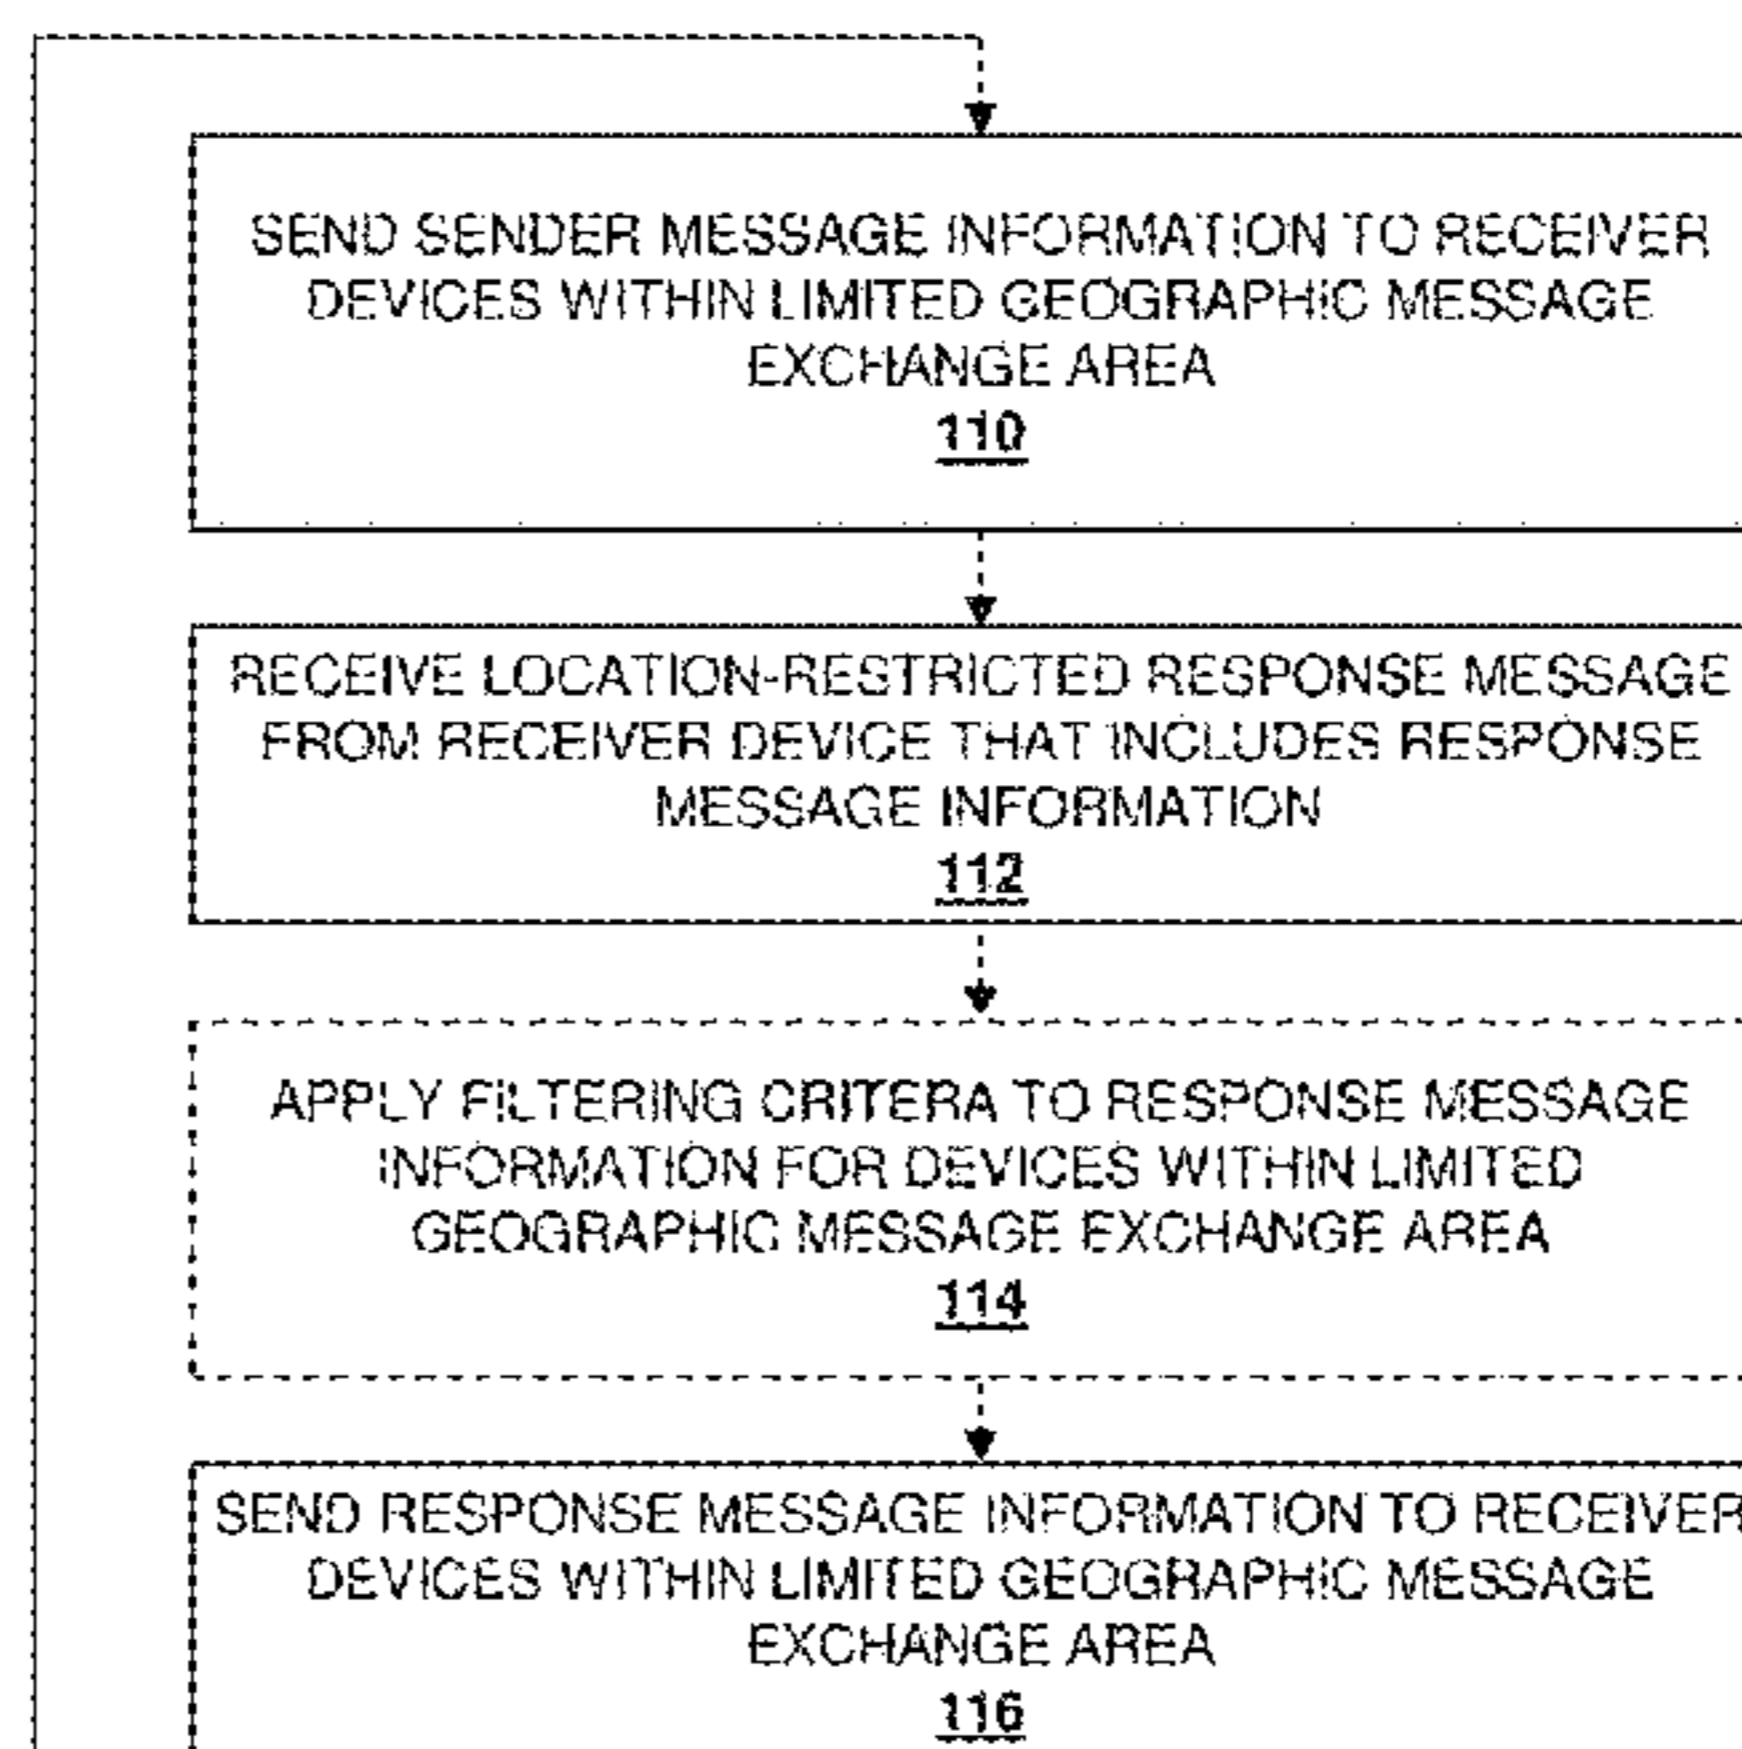 SEND SENDER MESSAGE INFORMATION TO RECEIVER
DEVICES WITHIN LIMITED GEOGRAPHIC MESSAGE
EXCHANGE AREA
110
RECEIVE LOCATION-RESTRICTED RESPONSE MESSAGE
FROM RECEIVER DEVICE THAT INCLUDES RESPONSE
MESSAGE INFORMATION
112
APPLY FILTERING CRITERA TO RESPONSE MESSAGE
INFORMATION FOR DEVICES WITHIN LIMITED
GEOGRAPHIC MESSAGE EXCHANGE AREA
114
SEND RESPONSE MESSAGE INFORMATION TO RECEIVER
DEVICES WITHIN LIMITED GEOGRAPHIC MESSAGE
EXCHANGE AREA
116